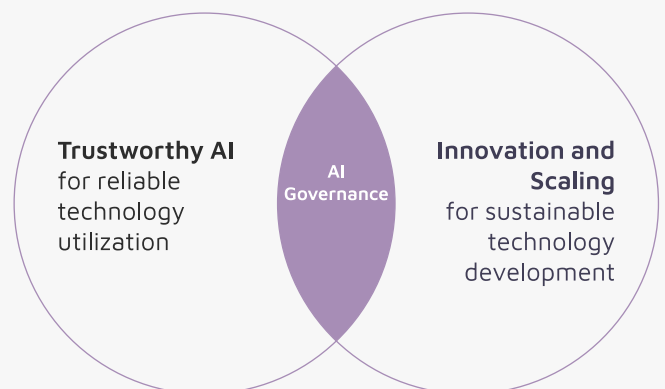 Trustworthy AI
for reliable
technology
utilization
AI
Governance
Innovation and
Scaling
for sustainable
technology
development